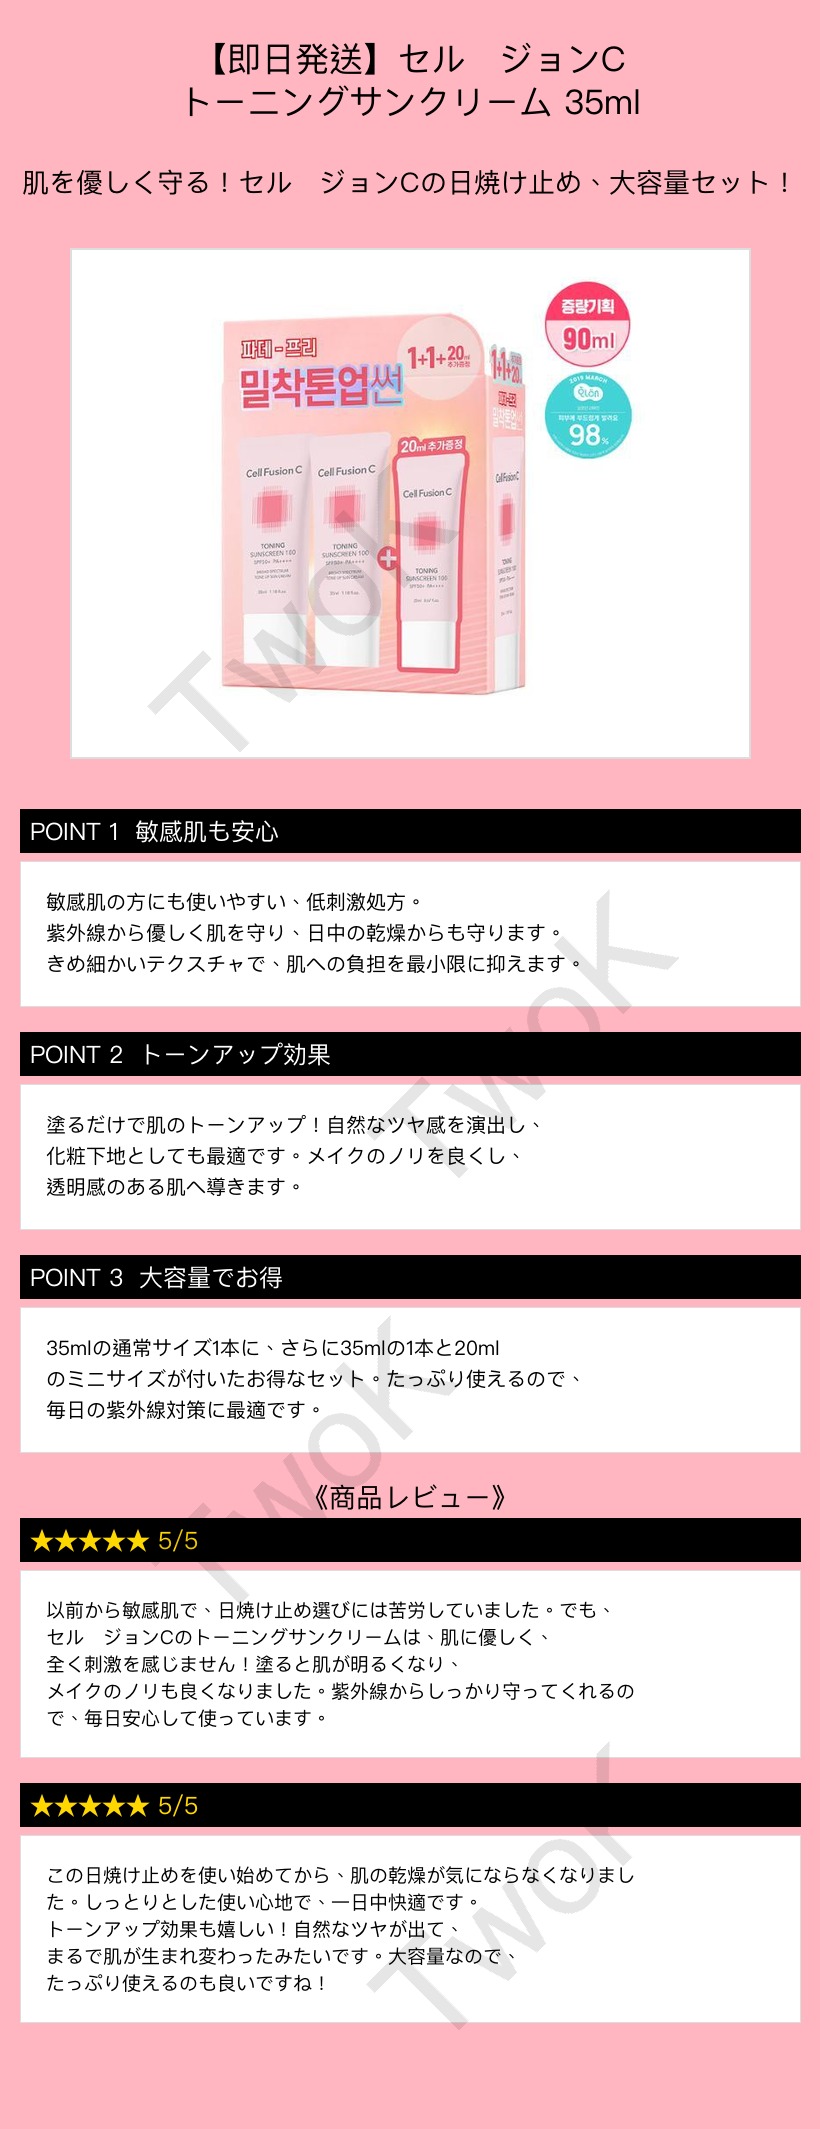 【即日発送】セル　ジョンC
トーニングサンクリーム 35ml
肌を優しく守る！セル　ジョンCの日焼け止め、大容量セット！
증량기획
90ml
파데-프리
밀착톤업썬
1+1+20ml
추가증정
2019 MARCH
피부에 부드럽게 발려요
98%
20ml 추가증정
Cell Fusion C
Cell Fusion C
Cell Fusion C
TONING
SUNSCREEN 100
SPF50+ PA++++
TONING
SUNSCREEN 100
SPF50+ PA++++
TONING
SUNSCREEN 100
SPF50+ PA++++
TwoK
POINT 1 敏感肌も安心
敏感肌の方にも使いやすい、低刺激処方。
紫外線から優しく肌を守り、日中の乾燥からも守ります。
きめ細かいテクスチャで、肌への負担を最小限に抑えます。
TwoK
POINT 2 トーンアップ効果
塗るだけで肌のトーンアップ！自然なツヤ感を演出し、
化粧下地としても最適です。メイクのノリを良くし、
透明感のある肌へ導きます。
POINT 3 大容量でお得
35mlの通常サイズ1本に、さらに35mlの1本と20ml
のミニサイズが付いたお得なセット。たっぷり使えるので、
毎日の紫外線対策に最適です。
TwoK
《商品レビュー》
★★★★★ 5/5
以前から敏感肌で、日焼け止め選びには苦労していました。でも、
セル　ジョンCのトーニングサンクリームは、肌に優しく、
全く刺激を感じません！塗ると肌が明るくなり、
メイクのノリも良くなりました。紫外線からしっかり守ってくれるの
で、毎日安心して使っています。
★★★★★ 5/5
この日焼け止めを使い始めてから、肌の乾燥が気にならなくなりまし
た。しっとりとした使い心地で、一日中快適です。
トーンアップ効果も嬉しい！自然なツヤが出て、
まるで肌が生まれ変わったみたいです。大容量なので、
たっぷり使えるのも良いですね！
TwoK